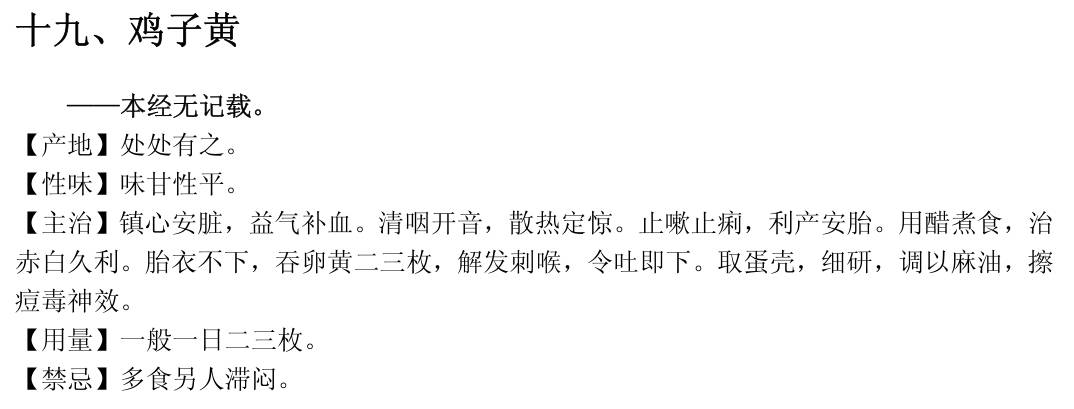 十九、鸡子黄
——本经无记载。
【产地】处处有之。
【性味】味甘性平。
【主治】镇心安脏，益气补血。清咽开音，散热定惊。止嗽止痢，利产安胎。用醋煮食，治
赤白久利。胎衣不下，吞卵黄二三枚，解发刺喉，令吐即下。取蛋壳，细研，调以麻油，擦
痘毒神效。
【用量】一般一日二三枚。
【禁忌】多食另人滞闷。